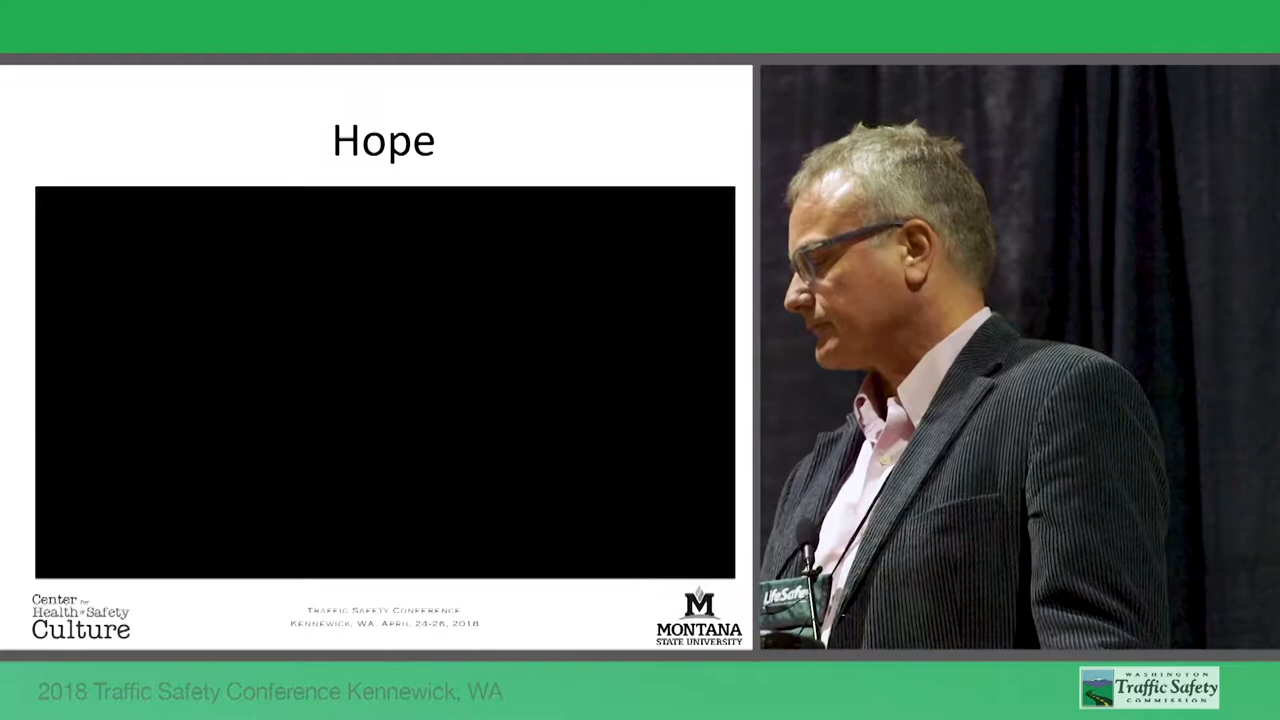 Hope
Center for
Health & Safety
Culture
TRAFFIC SAFETY CONFERENCE
KENNEWICK, WA. APRIL 24-26, 2018
M
MONTANA
STATE UNIVERSITY
LifeSafer
2018 Traffic Safety Conference Kennewick, WA
WASHINGTON
Traffic Safety
COMMISSION